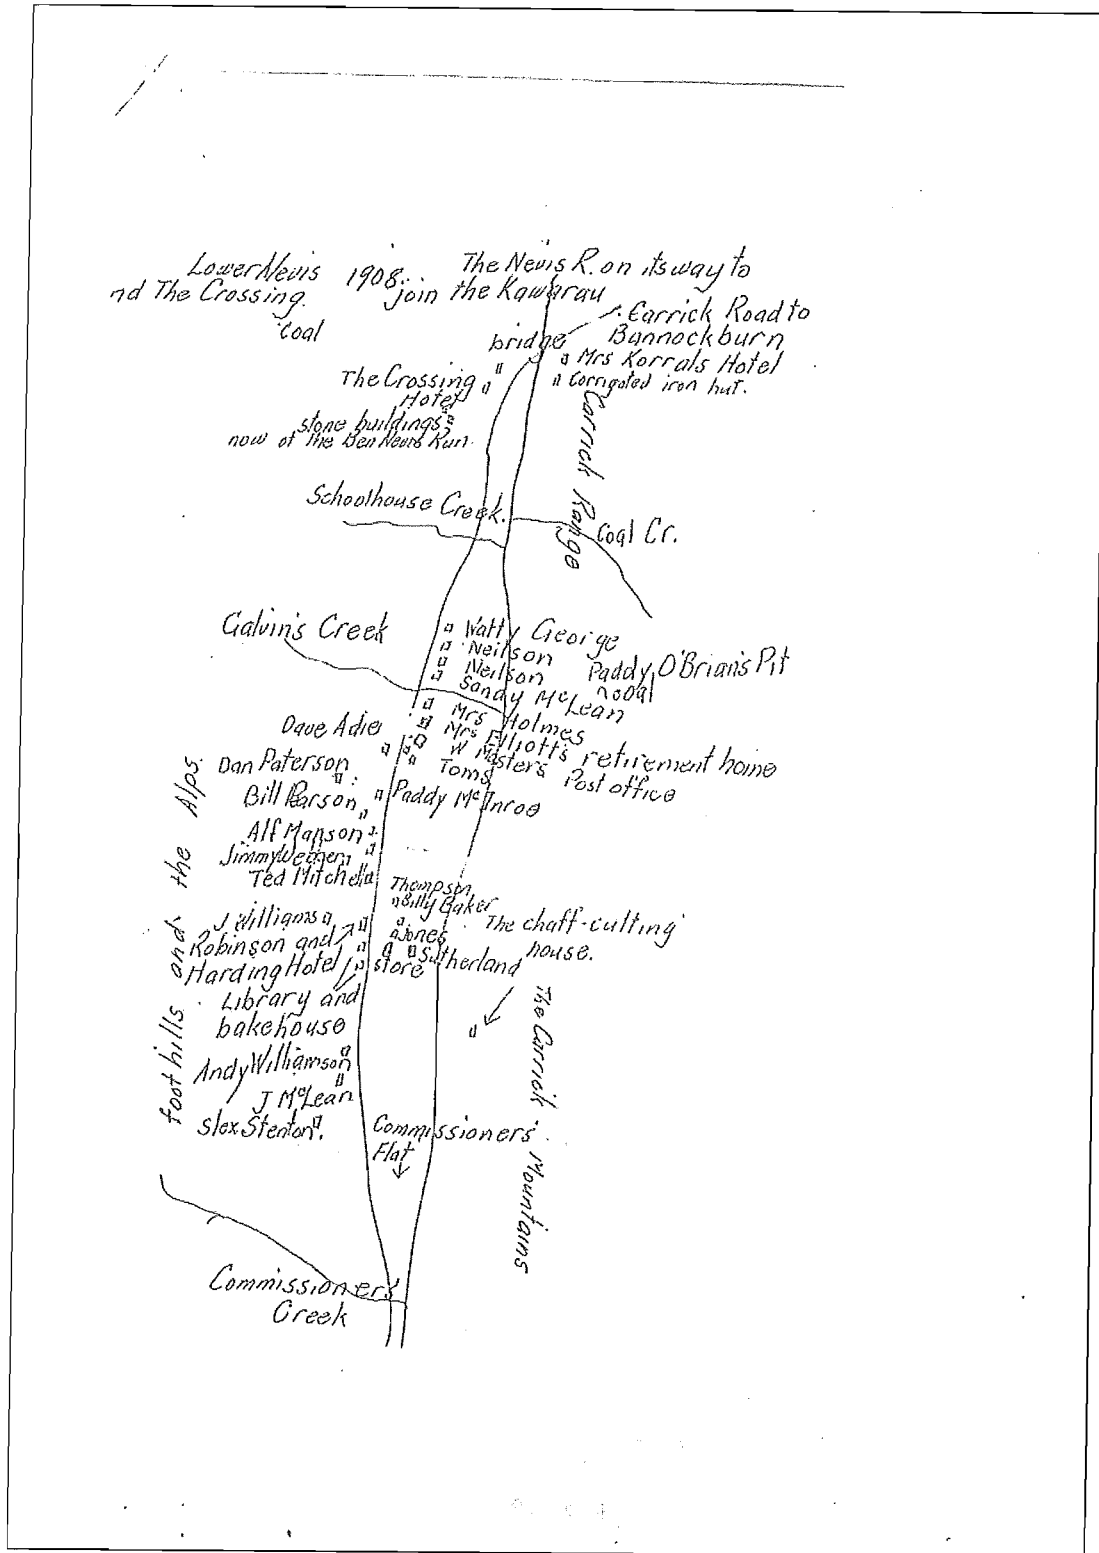 Lower Nevis 1908.
nd The Crossing.
The Nevis R. on its way to
join the Kawarau
Coal
Carrick Road to
Bannockburn
bridge
Mrs Korrals Hotel
Corrigated iron hut.
The Crossing
Hotel
stone buildings
now of the Ben Nevis Run.
Carrick Range
Schoolhouse Creek.
Coal Cr.
Galvin's Creek
Watty George
Neilson
Neilson
Sandy McLean
Paddy O'Brian's Pit
Mrs Holmes
Mrs Elliott's retirement home
W Masters Post office
Toms
Dave Adie
Dan Paterson
Bill Parson
Paddy McInroe
Alf Manson
Jimmy
Ted Mitchell
foothills and the Alps.
Thompson
Billy Baker
Jones
Sutherland
store
The chaff-cutting
house.
J Williams
Robinson and
Harding Hotel
Library and
bakehouse
The Carrick Mountains
Andy Williamson
J McLean
Stenton.
Commissioners'
Flat
Commissioners'
Creek